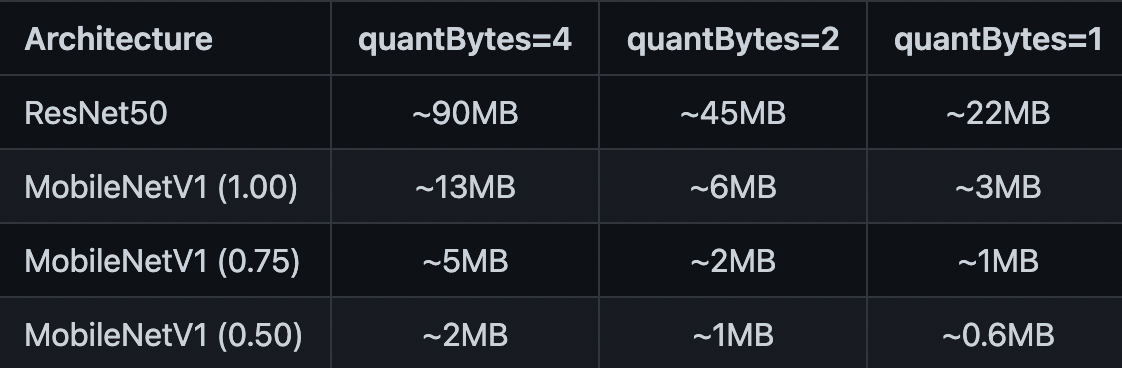 Architecture quantBytes=4 quantBytes=2 quantBytes=1
ResNet50 ~90MB ~45MB ~22MB
MobileNetV1 (1.00) ~13MB ~6MB ~3MB
MobileNetV1 (0.75) ~5MB ~2MB ~1MB
MobileNetV1 (0.50) ~2MB ~1MB ~0.6MB